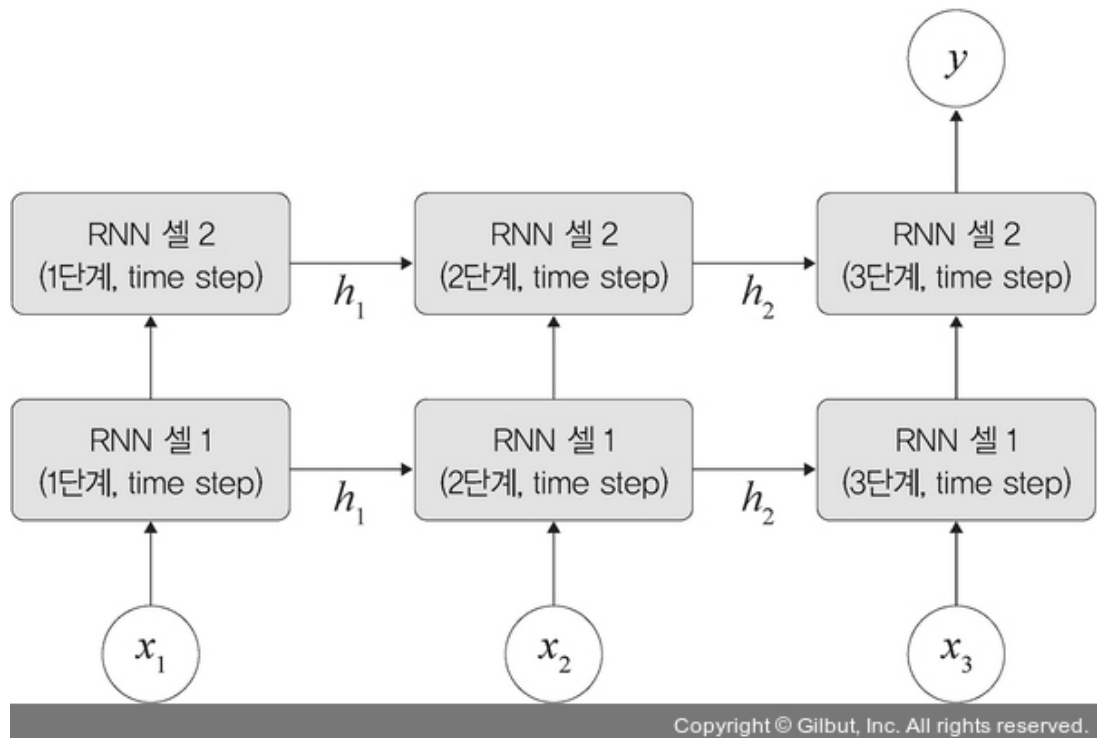 y
RNN 셀 2
(1단계, time step)
h₁
RNN 셀 2
(2단계, time step)
h₂
RNN 셀 2
(3단계, time step)
RNN 셀 1
(1단계, time step)
h₁
RNN 셀 1
(2단계, time step)
h₂
RNN 셀 1
(3단계, time step)
x₁
x₂
x₃
Copyright © Gilbut, Inc. All rights reserved.